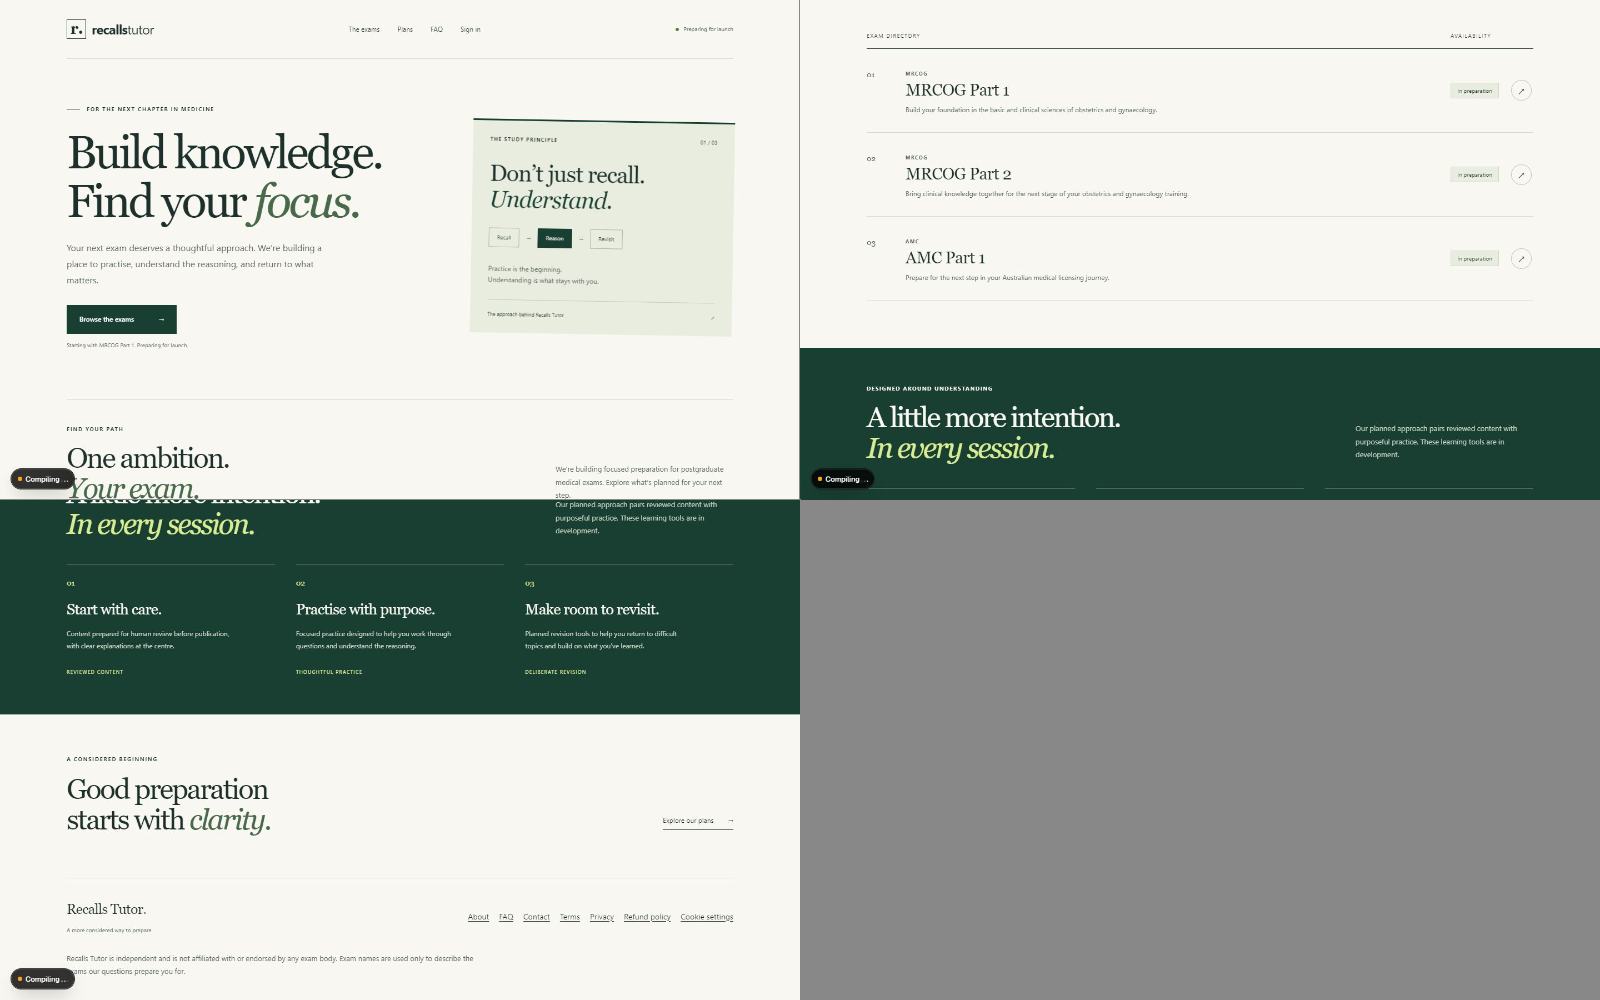 r. recallstutor
The exams Plans FAQ Sign in
Preparing for launch
FOR THE NEXT CHAPTER IN MEDICINE
Build knowledge.
Find your focus.
Your next exam deserves a thoughtful approach. We're building a
place to practise, understand the reasoning, and return to what
matters.
Browse the exams →
Starting with MRCOG Part 1. Preparing for launch.
THE STUDY PRINCIPLE 01 / 03
Don't just recall.
Understand.
Recall → Reason → Revisit
Practice is the beginning.
Understanding is what stays with you.
The approach behind Recalls Tutor
FIND YOUR PATH
One ambition.
Your exam.
We're building focused preparation for postgraduate
medical exams. Explore what's planned for your next
step.
Compiling ...
EXAM DIRECTORY AVAILABILITY
01
MRCOG
MRCOG Part 1
Build your foundation in the basic and clinical sciences of obstetrics and gynaecology.
In preparation ↗
02
MRCOG
MRCOG Part 2
Bring clinical knowledge together for the next stage of your obstetrics and gynaecology training.
In preparation ↗
03
AMC
AMC Part 1
Prepare for the next step in your Australian medical licensing journey.
In preparation ↗
DESIGNED AROUND UNDERSTANDING
A little more intention.
In every session.
Our planned approach pairs reviewed content with
purposeful practice. These learning tools are in
development.
Compiling ...
In every session.
Our planned approach pairs reviewed content with
purposeful practice. These learning tools are in
development.
01
Start with care.
Content prepared for human review before publication,
with clear explanations at the centre.
REVIEWED CONTENT
02
Practise with purpose.
Focused practice designed to help you work through
questions and understand the reasoning.
THOUGHTFUL PRACTICE
03
Make room to revisit.
Planned revision tools to help you return to difficult
topics and build on what you've learned.
DELIBERATE REVISION
A CONSIDERED BEGINNING
Good preparation
starts with clarity.
Explore our plans →
Recalls Tutor.
A more considered way to prepare
About FAQ Contact Terms Privacy Refund policy Cookie settings
Recalls Tutor is independent and is not affiliated with or endorsed by any exam body. Exam names are used only to describe the
exams our questions prepare you for.
Compiling ...